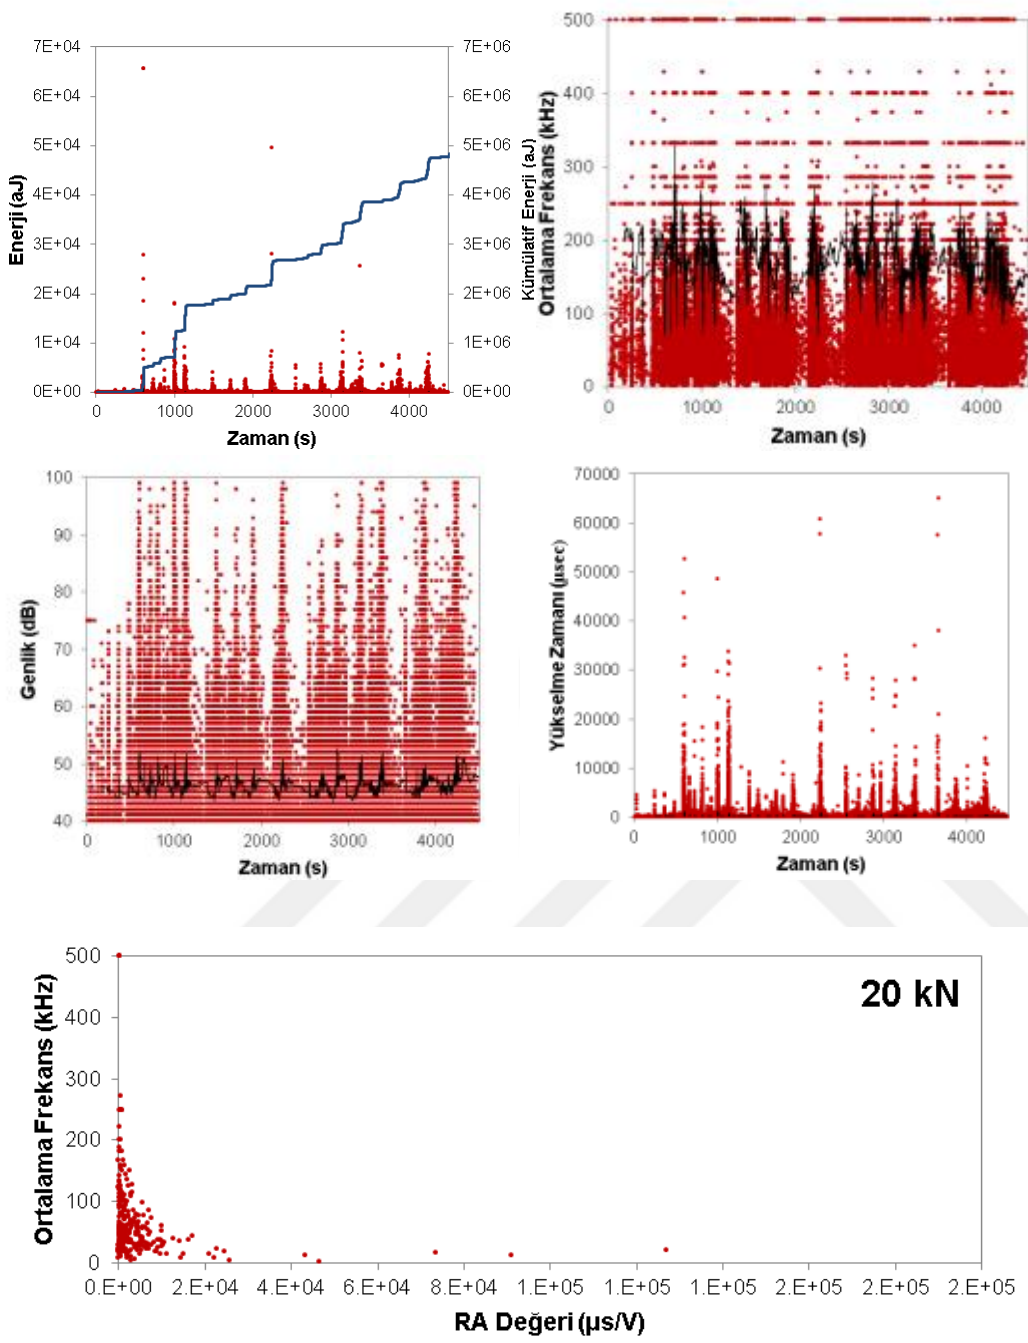 7E+04
6E+04
5E+04
4E+04
3E+04
2E+04
1E+04
0E+00
Enerji (aJ)
7E+06
6E+06
5E+06
4E+06
3E+06
2E+06
1E+06
0E+00
Kümülatif Enerji (aJ)
0 1000 2000 3000 4000
Zaman (s)
500
400
300
200
100
0
Ortalama Frekans (kHz)
0 1000 2000 3000 4000
Zaman (s)
100
90
80
70
60
50
40
Genlik (dB)
0 1000 2000 3000 4000
Zaman (s)
70000
60000
50000
40000
30000
20000
10000
0
Yükselme Zamanı (µsec)
0 1000 2000 3000 4000
Zaman (s)
20 kN
500
400
300
200
100
0
Ortalama Frekans (kHz)
0.E+00 2.E+04 4.E+04 6.E+04 8.E+04 1.E+05 1.E+05 1.E+05 2.E+05 2.E+05 2.E+05
RA Değeri (µs/V)